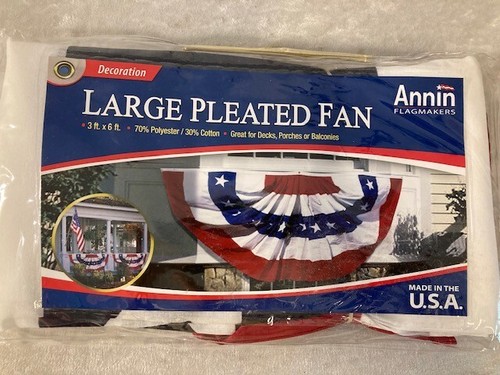 Decoration
LARGE PLEATED FAN
• 3 ft. x 6 ft. • 70% Polyester / 30% Cotton • Great for Decks, Porches or Balconies
Annin
FLAGMAKERS
MADE IN THE
U.S.A.